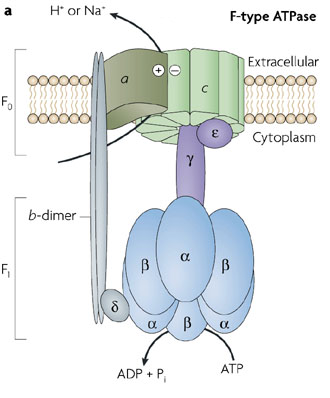 a
H⁺ or Na⁺
F-type ATPase
Extracellular
a
+
−
c
F₀
Cytoplasm
ε
γ
b-dimer
F₁
β
α
β
δ
α
β
α
ADP + Pᵢ
ATP